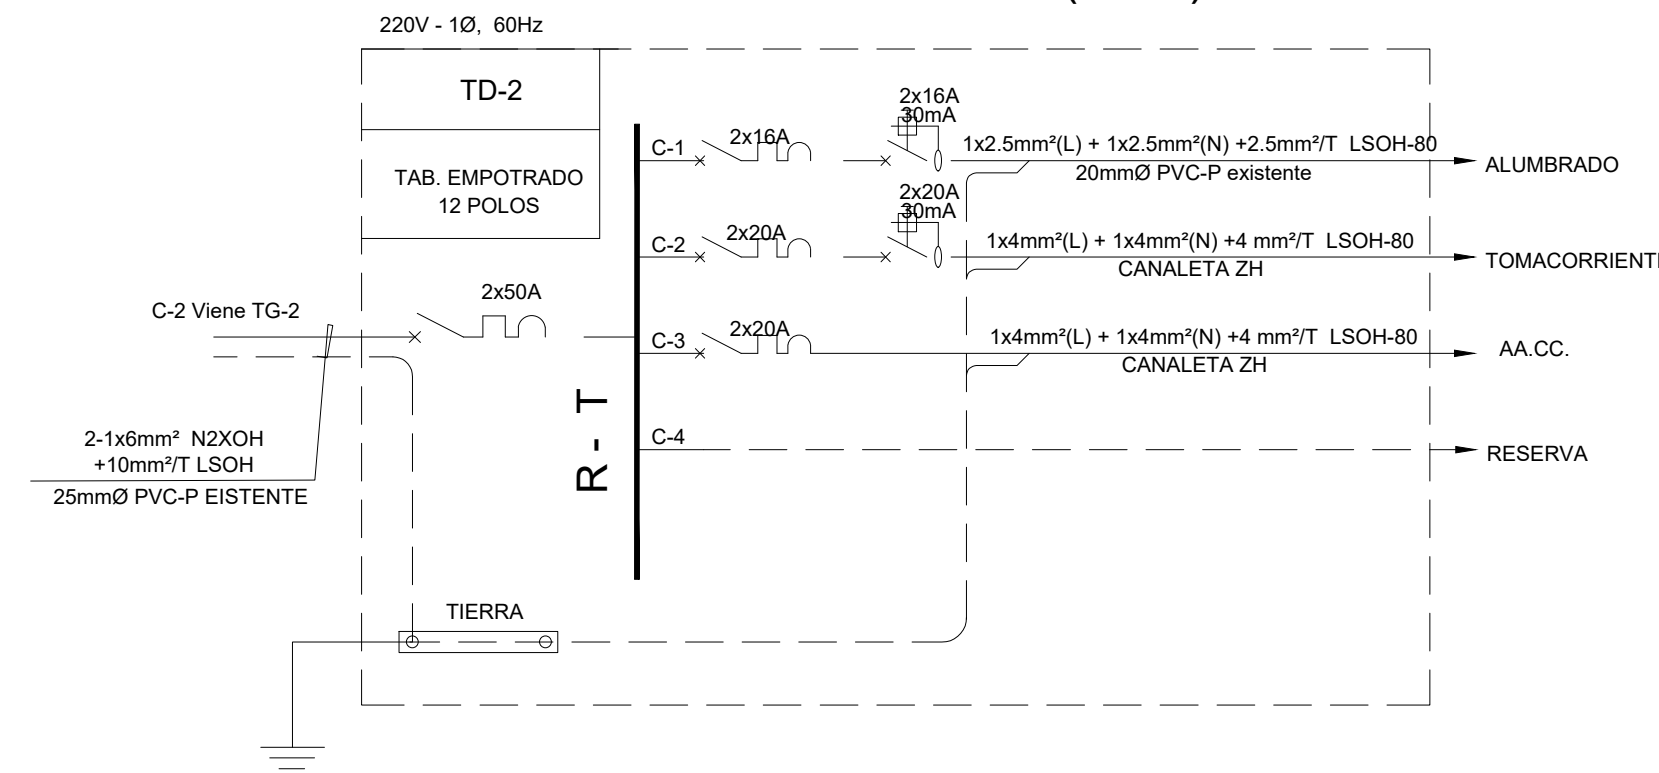 220V - 1Ø, 60Hz
TD-2
TAB. EMPOTRADO
12 POLOS
C-2 Viene TG-2
2x50A
2-1x6mm² N2XOH
+10mm²/T LSOH
25mmØ PVC-P EISTENTE
R - T
TIERRA
C-1
2x16A
2x16A
30mA
1x2.5mm²(L) + 1x2.5mm²(N) +2.5mm²/T LSOH-80
20mmØ PVC-P existente
ALUMBRADO
C-2
2x20A
2x20A
30mA
1x4mm²(L) + 1x4mm²(N) +4 mm²/T LSOH-80
CANALETA ZH
TOMACORRIENT
C-3
2x20A
1x4mm²(L) + 1x4mm²(N) +4 mm²/T LSOH-80
CANALETA ZH
AA.CC.
C-4
RESERVA